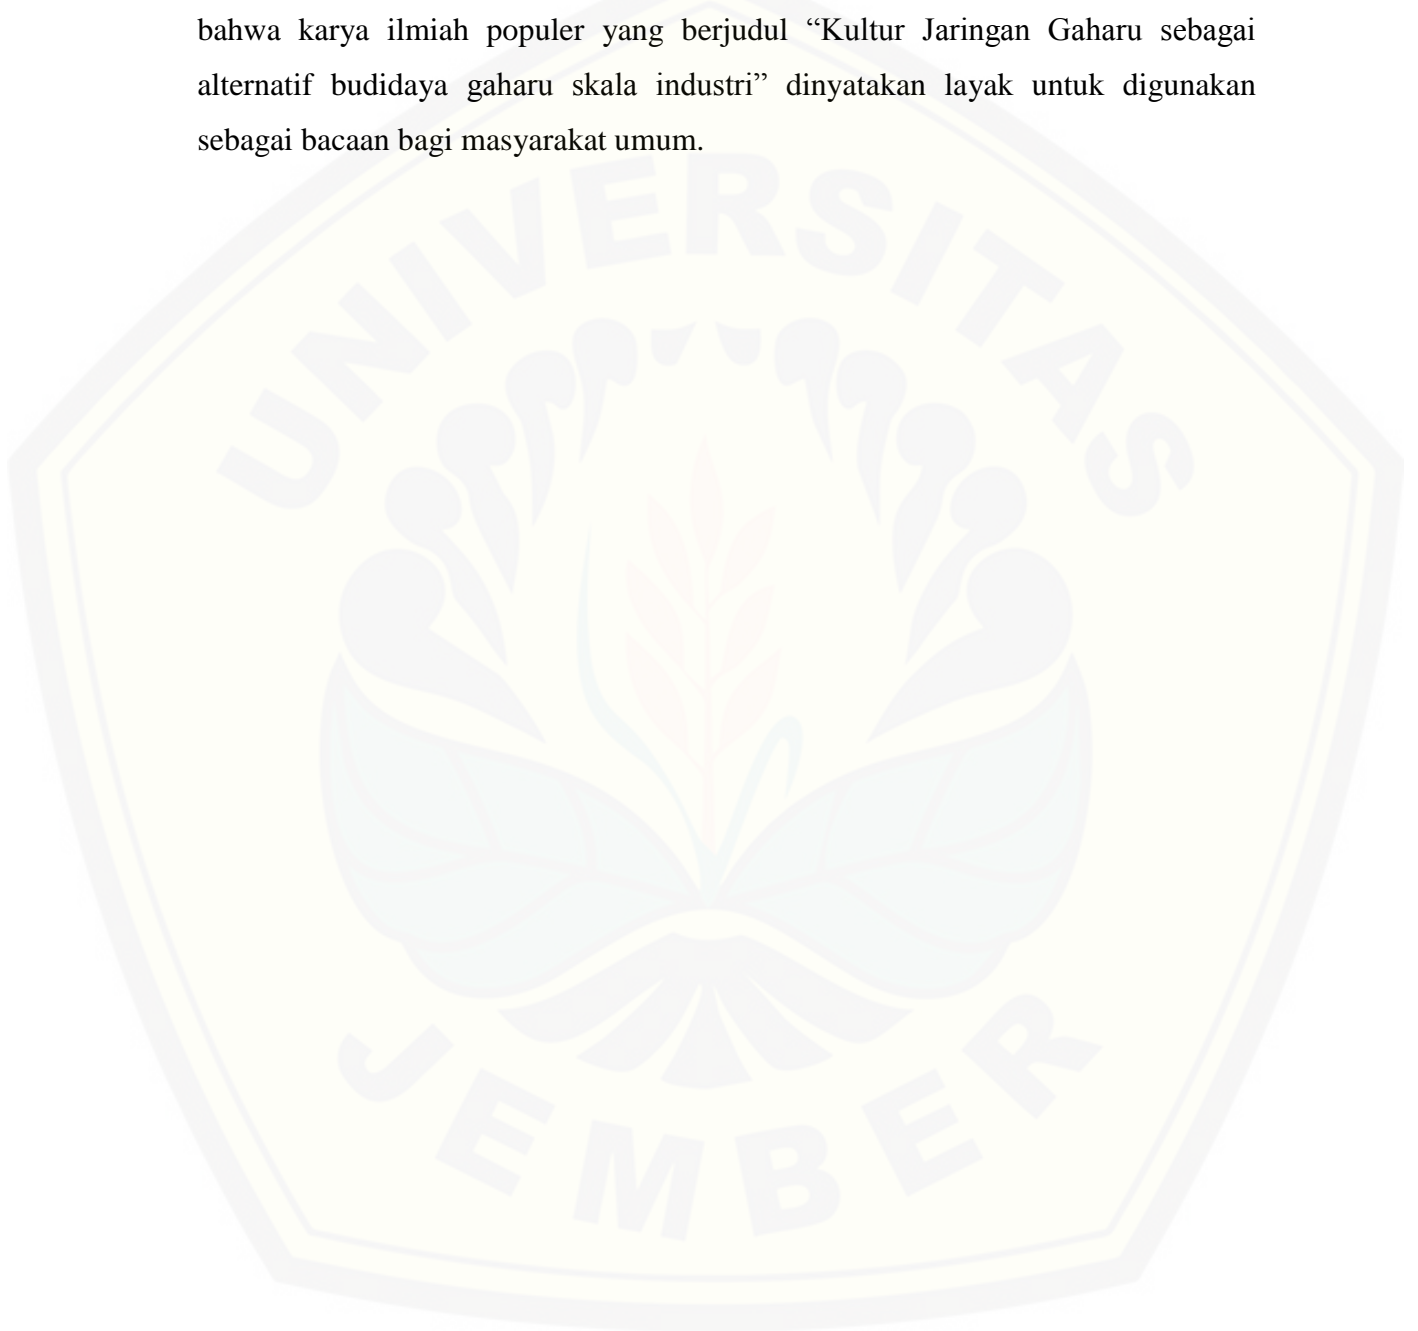 bahwa karya ilmiah populer yang berjudul “Kultur Jaringan Gaharu sebagai
alternatif budidaya gaharu skala industri” dinyatakan layak untuk digunakan
sebagai bacaan bagi masyarakat umum.
UNIVERSITAS
JEMBER